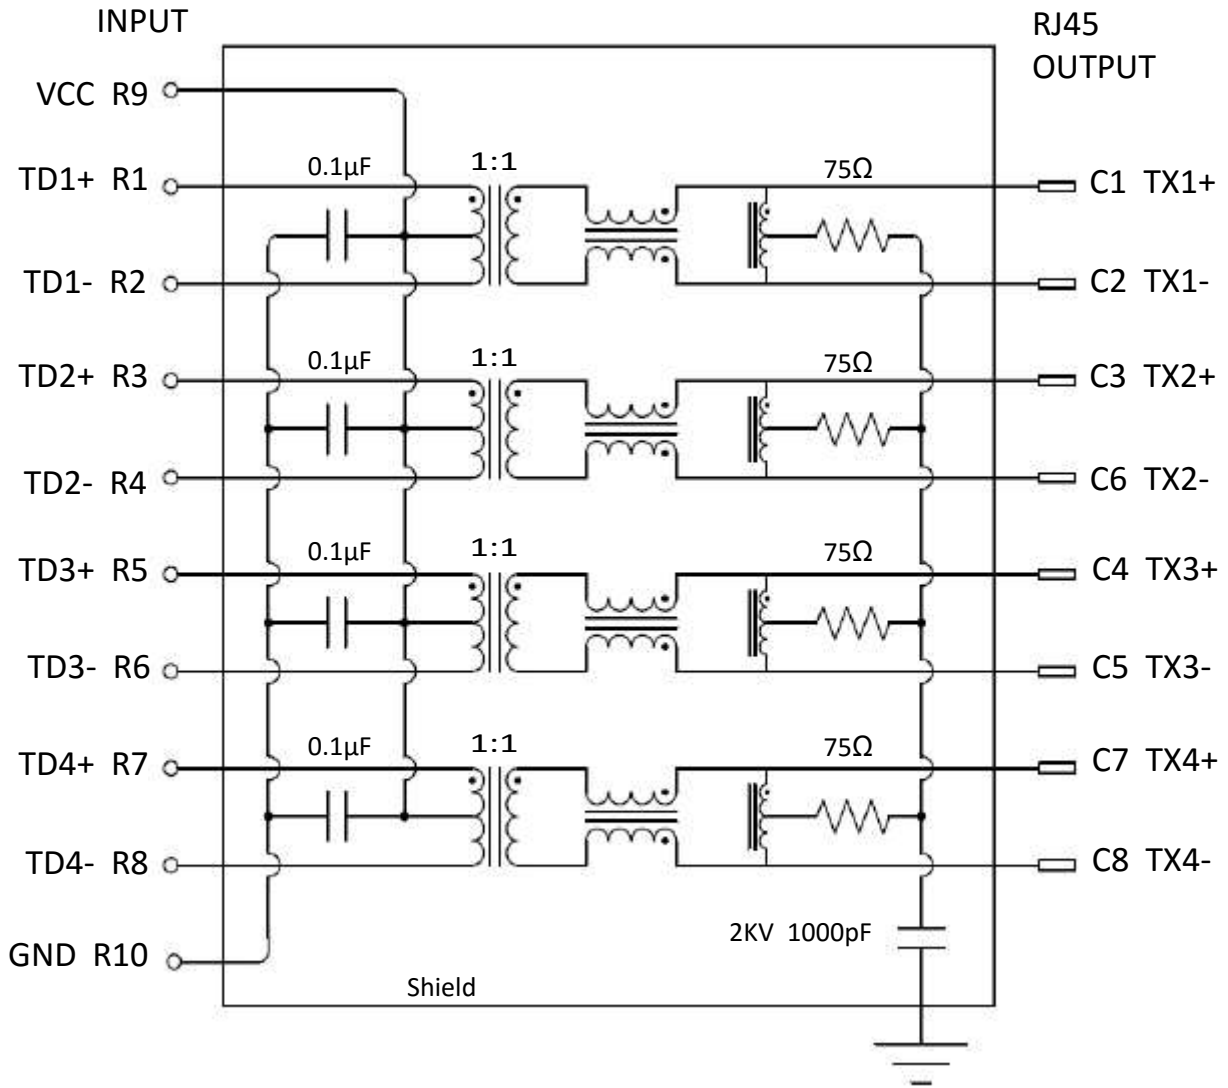 INPUT
RJ45
OUTPUT
VCC R9
TD1+ R1
0.1µF
1:1
75Ω
C1 TX1+
TD1- R2
C2 TX1-
TD2+ R3
0.1µF
1:1
75Ω
C3 TX2+
TD2- R4
C6 TX2-
TD3+ R5
0.1µF
1:1
75Ω
C4 TX3+
TD3- R6
C5 TX3-
TD4+ R7
0.1µF
1:1
75Ω
C7 TX4+
TD4- R8
C8 TX4-
GND R10
2KV 1000pF
Shield